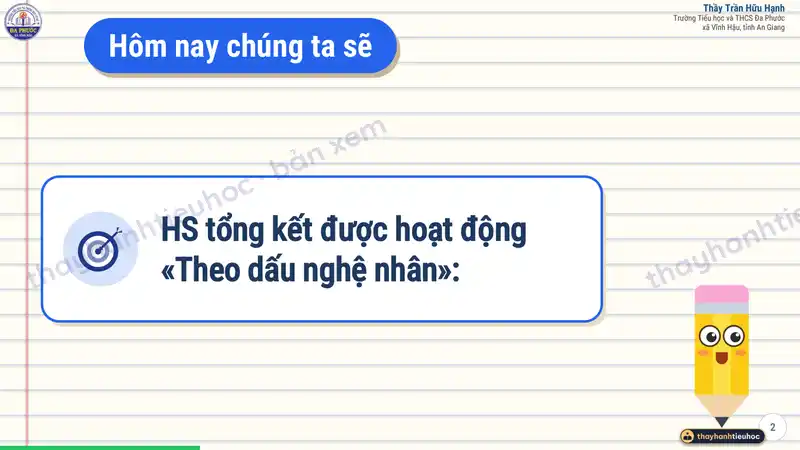 Thầy Trần Hữu Hạnh
Trường Tiểu học và THCS Đa Phước
xã Vĩnh Hậu, tỉnh An Giang
ĐA PHƯỚC
Hôm nay chúng ta sẽ
HS tổng kết được hoạt động
«Theo dấu nghệ nhân»:
thayhanhtieuhoc · bản xem
thayhanhtie
thayhanhtieuhoc
2